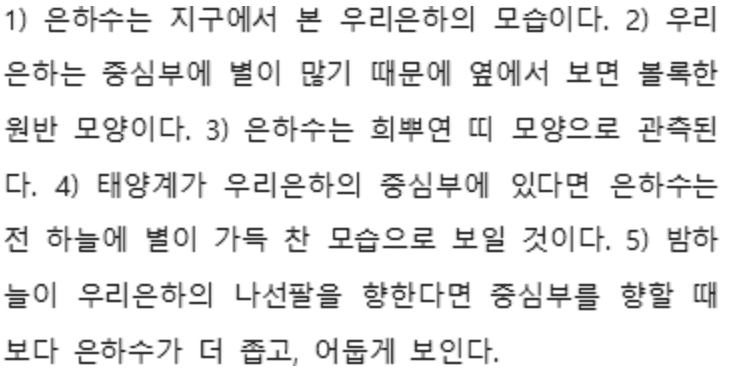 1) 은하수는 지구에서 본 우리은하의 모습이다. 2) 우리
은하는 중심부에 별이 많기 때문에 옆에서 보면 볼록한
원반 모양이다. 3) 은하수는 희뿌연 띠 모양으로 관측된
다. 4) 태양계가 우리은하의 중심부에 있다면 은하수는
전 하늘에 별이 가득 찬 모습으로 보일 것이다. 5) 밤하
늘이 우리은하의 나선팔을 향한다면 중심부를 향할 때
보다 은하수가 더 좁고, 어둡게 보인다.